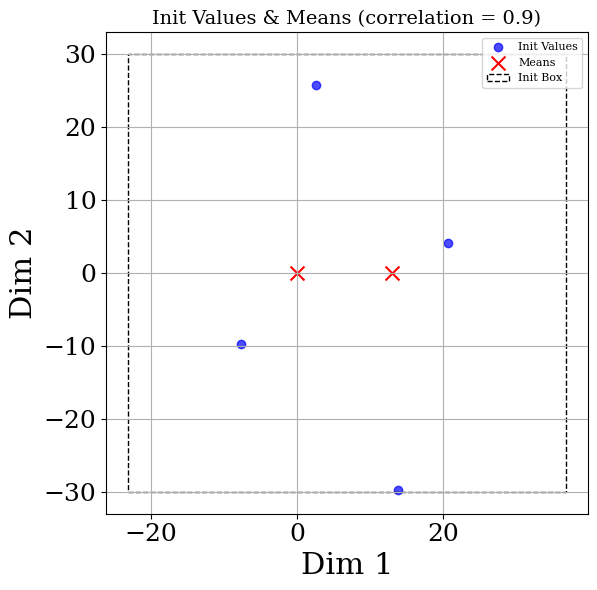 Init Values & Means (correlation = 0.9)
Init Values
Means
Init Box
30
20
10
0
−10
−20
−30
Dim 2
−20
0
20
Dim 1